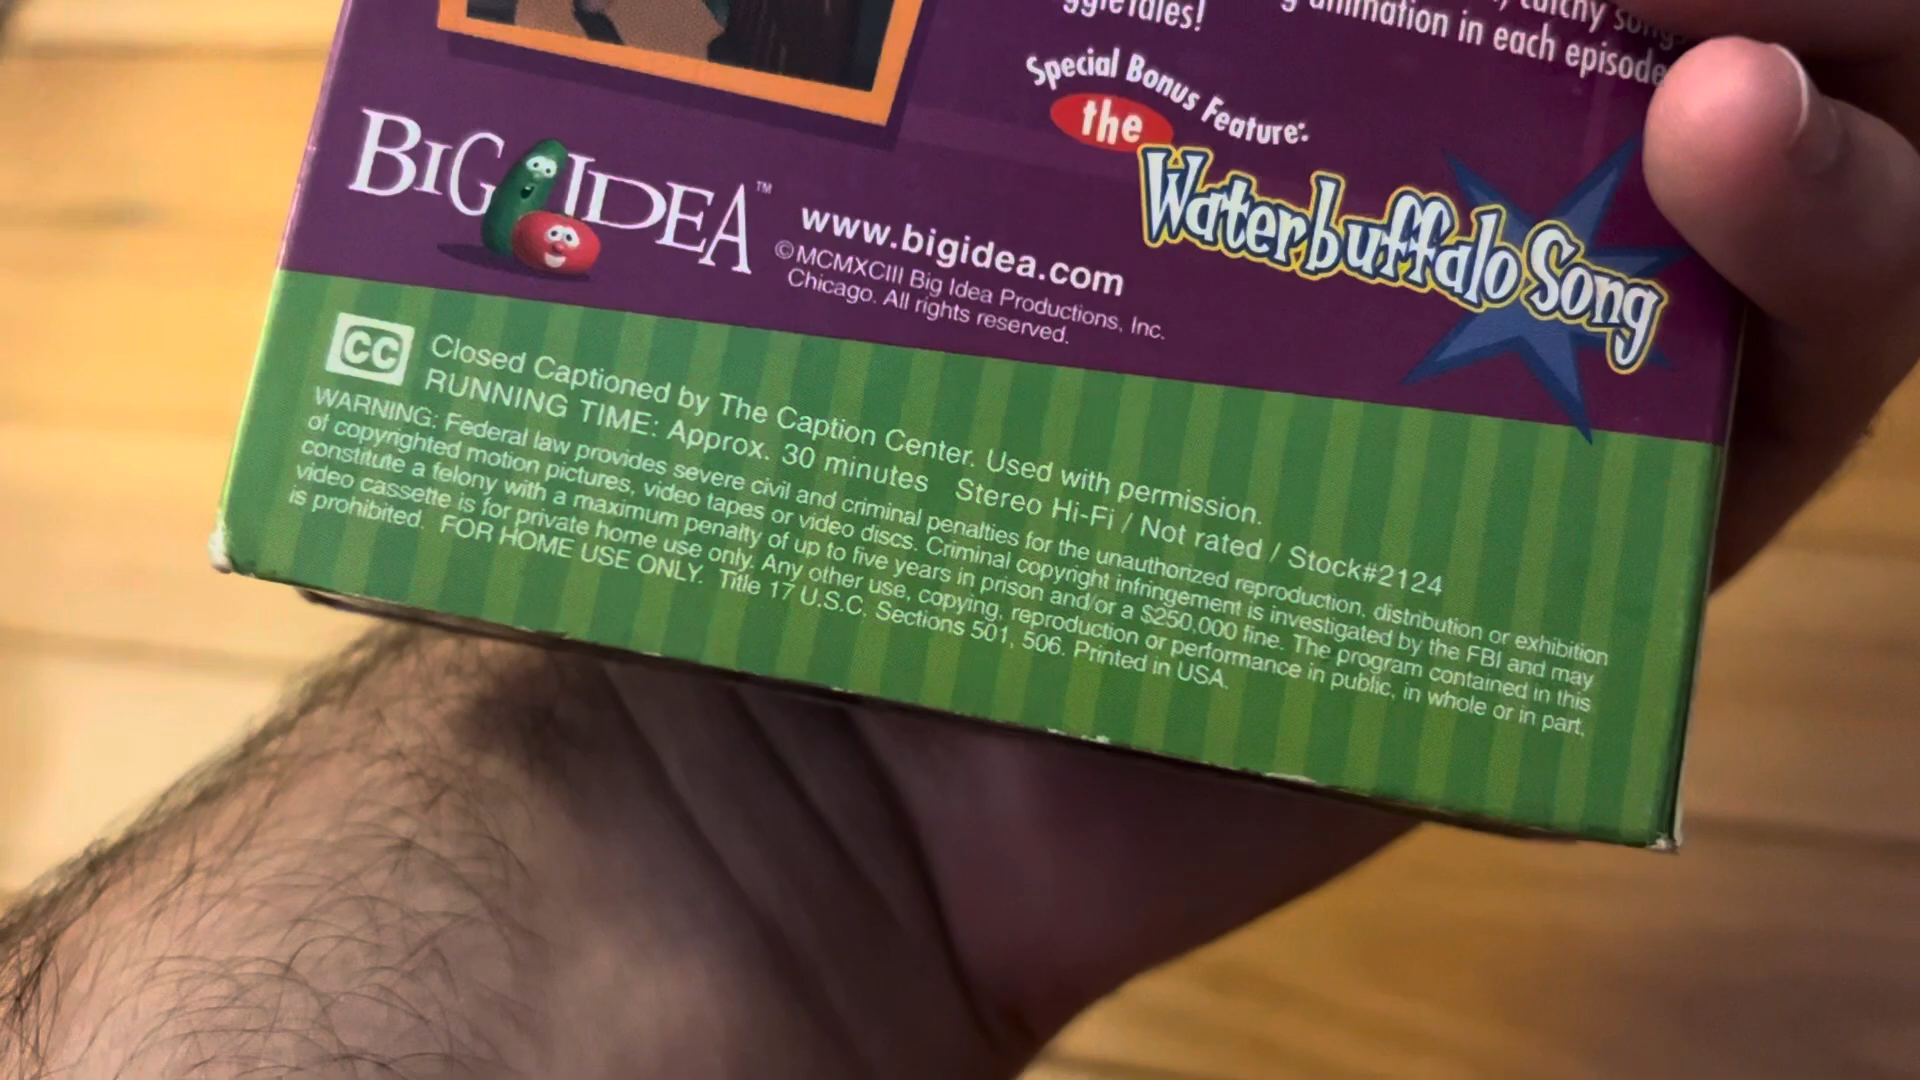 animation in each episode
Special Bonus Feature:
the
Waterbuffalo Song
BIG IDEA™
www.bigidea.com
©MCMXCIII Big Idea Productions, Inc.
Chicago. All rights reserved.
CC
Closed Captioned by The Caption Center. Used with permission.
RUNNING TIME: Approx. 30 minutes Stereo Hi-Fi / Not rated / Stock#2124
WARNING: Federal law provides severe civil and criminal penalties for the unauthorized reproduction, distribution or exhibition
of copyrighted motion pictures, video tapes or video discs. Criminal copyright infringement is investigated by the FBI and may
constitute a felony with a maximum penalty of up to five years in prison and/or a $250,000 fine. The program contained in this
video cassette is for private home use only. Any other use, copying, reproduction or performance in public, in whole or in part,
is prohibited. FOR HOME USE ONLY. Title 17 U.S.C. Sections 501, 506. Printed in USA.